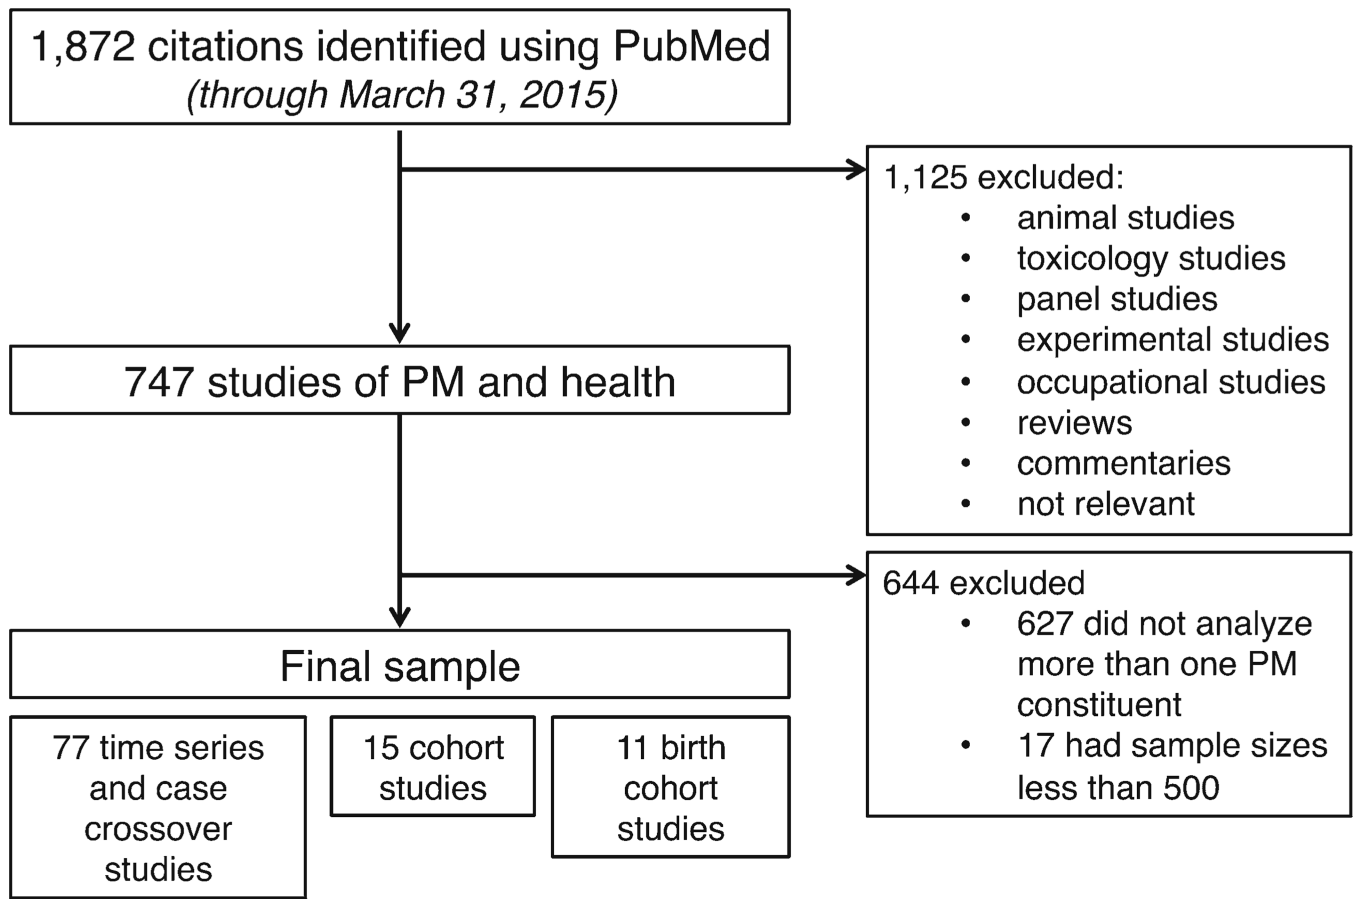 1,872 citations identified using PubMed
(through March 31, 2015)
1,125 excluded:
• animal studies
• toxicology studies
• panel studies
• experimental studies
• occupational studies
• reviews
• commentaries
• not relevant
747 studies of PM and health
644 excluded
• 627 did not analyze
more than one PM
constituent
• 17 had sample sizes
less than 500
Final sample
77 time series
and case
crossover
studies
15 cohort
studies
11 birth
cohort
studies